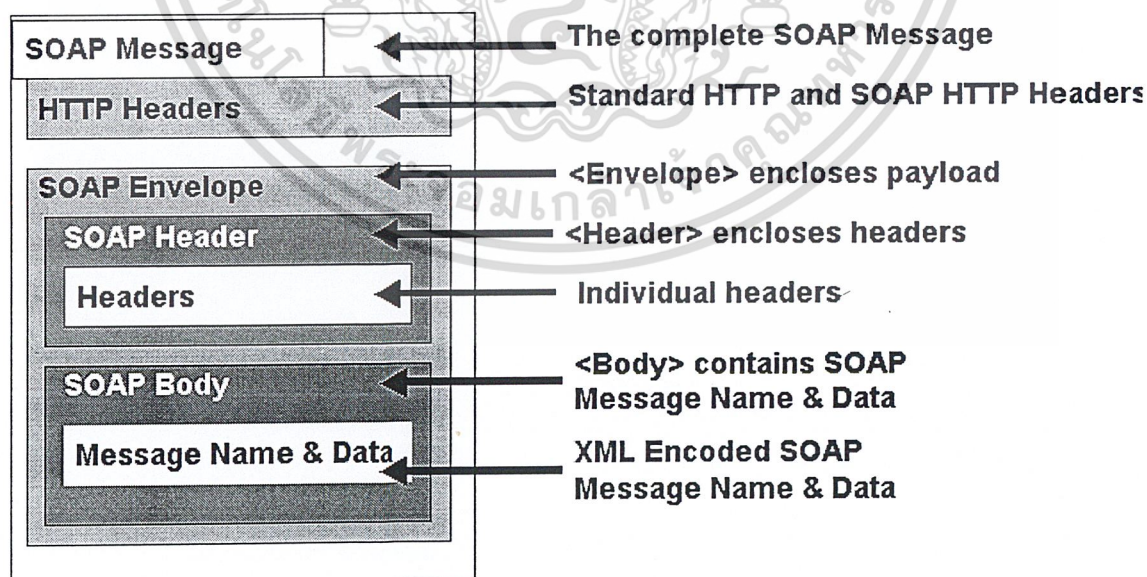 SOAP Message
The complete SOAP Message
HTTP Headers
Standard HTTP and SOAP HTTP Headers
SOAP Envelope
<Envelope> encloses payload
SOAP Header
<Header> encloses headers
Headers
Individual headers
SOAP Body
<Body> contains SOAP
Message Name & Data
Message Name & Data
XML Encoded SOAP
Message Name & Data